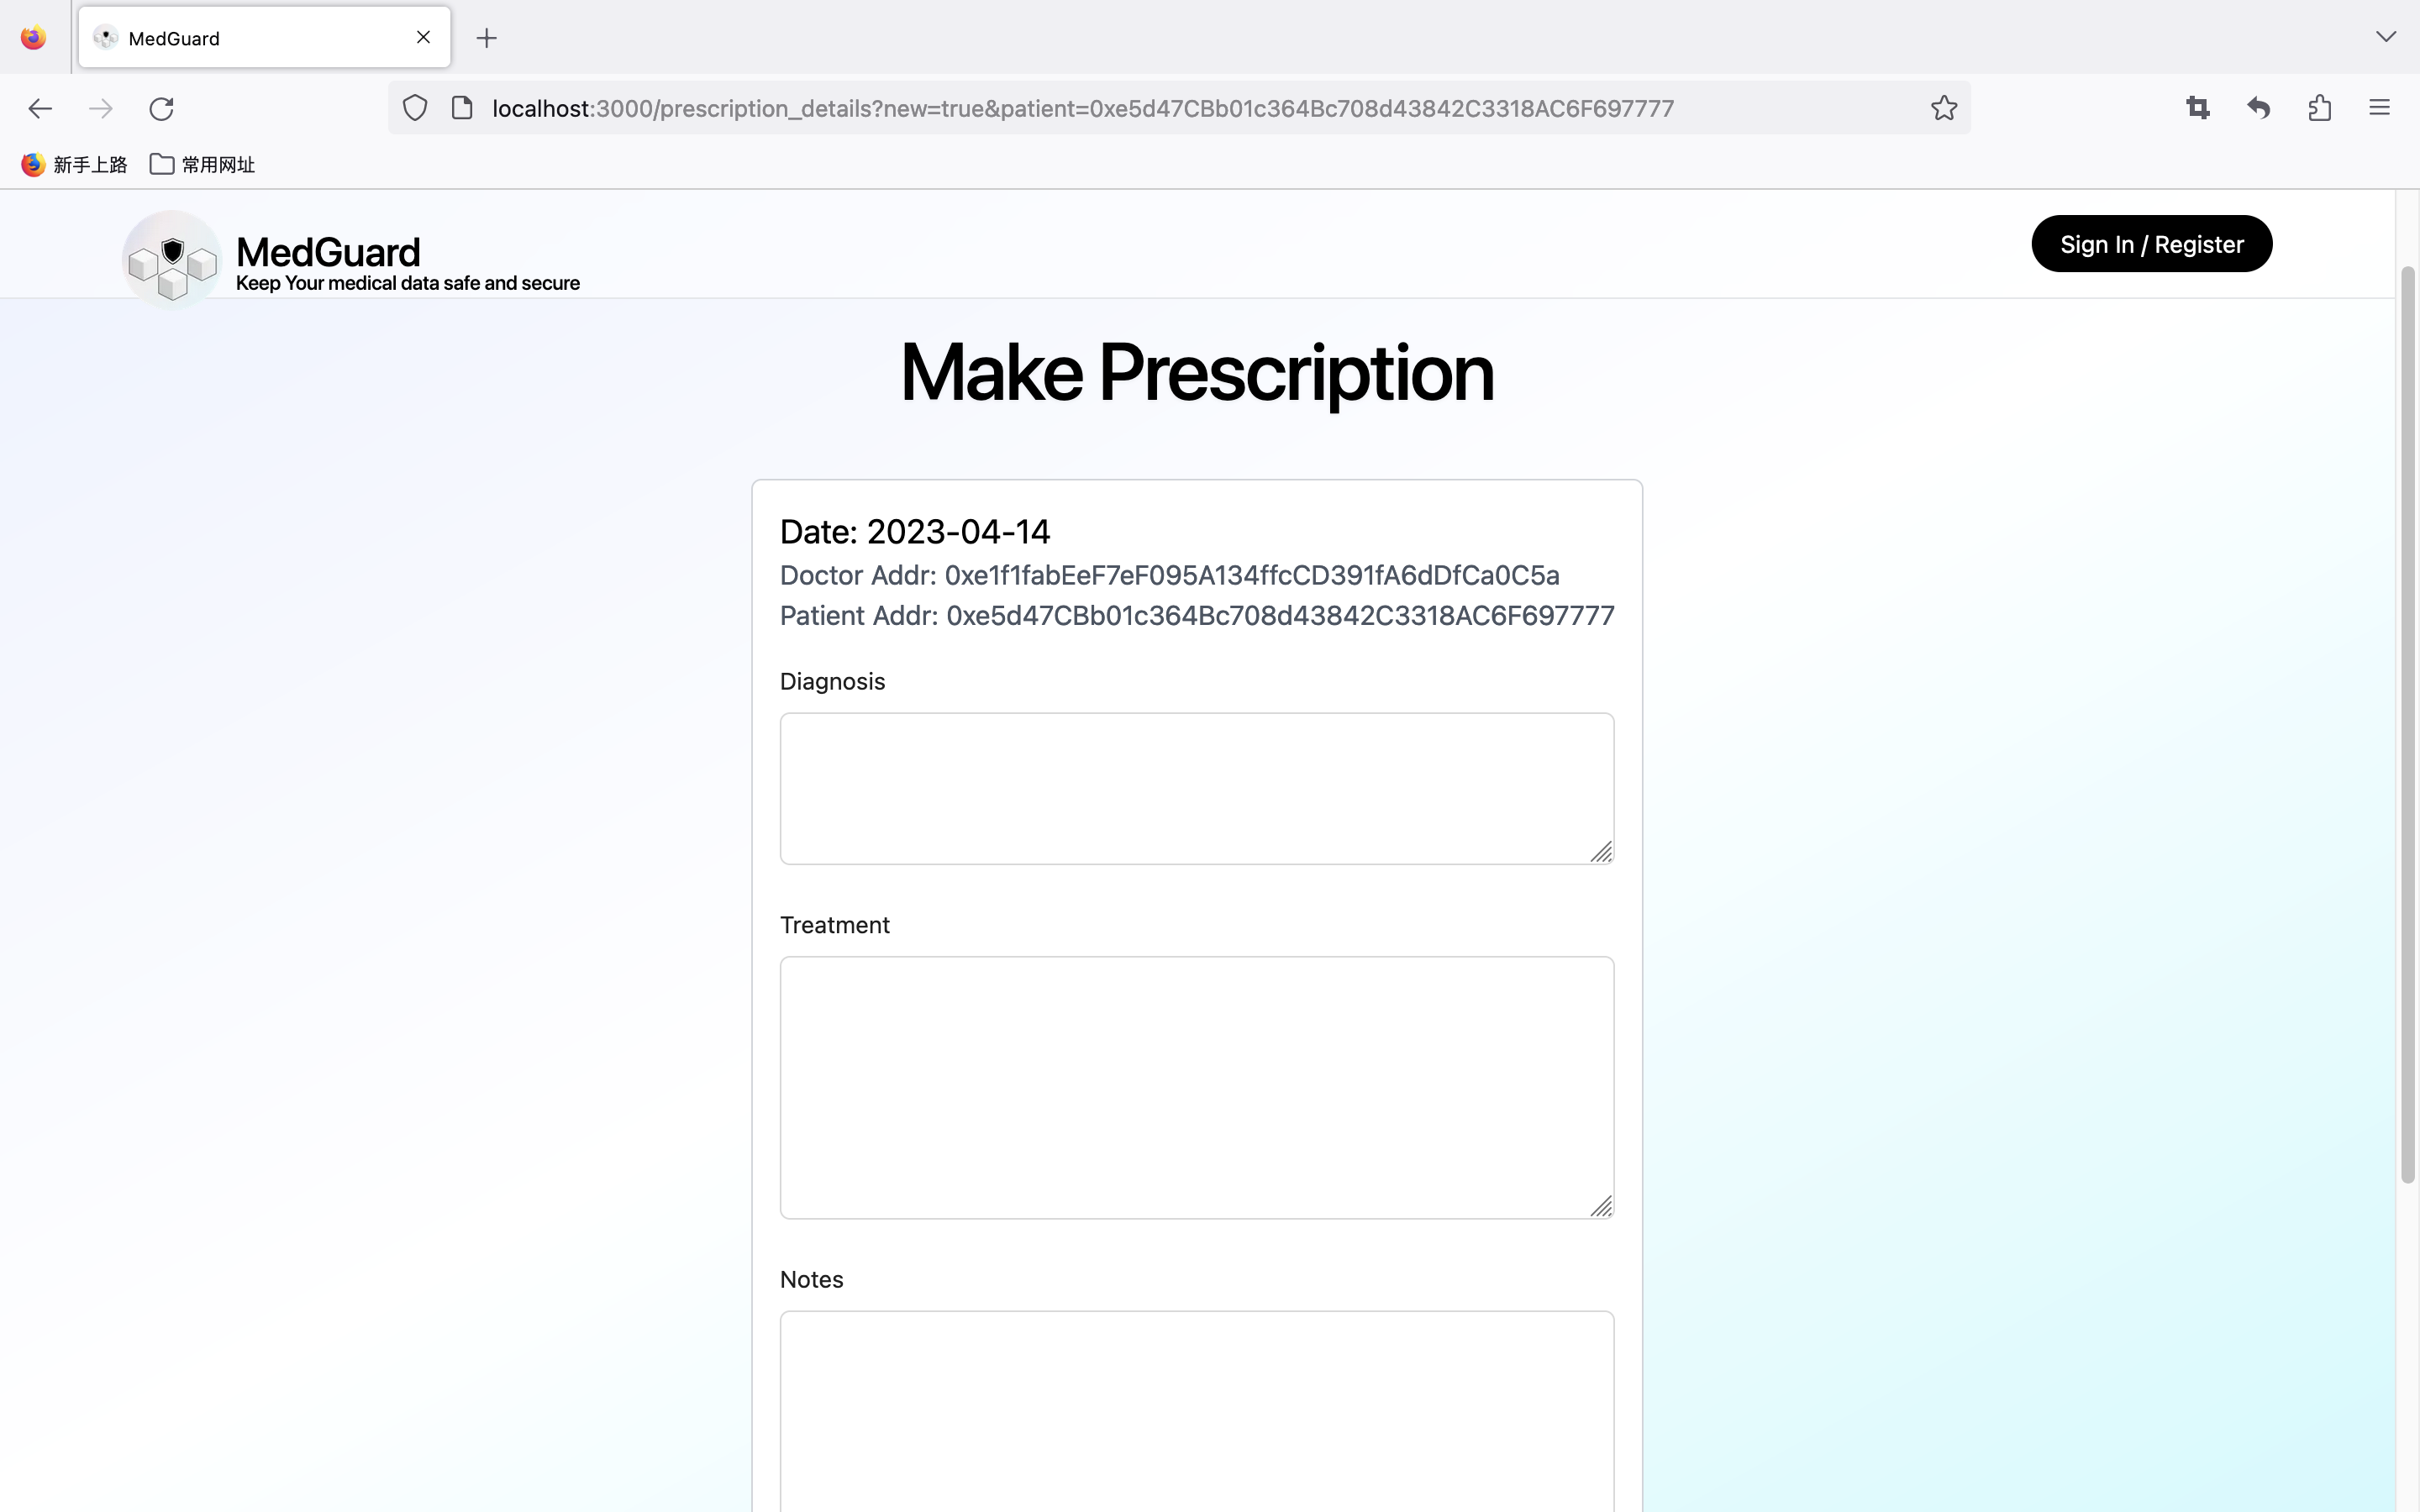 MedGuard
localhost:3000/prescription_details?new=true&patient=0xe5d47CBb01c364Bc708d43842C3318AC6F697777
新手上路 常用网址
MedGuard
Keep Your medical data safe and secure
Sign In / Register
Make Prescription
Date: 2023-04-14
Doctor Addr: 0xe1f1fabEeF7eF095A134ffcCD391fA6dDfCa0C5a
Patient Addr: 0xe5d47CBb01c364Bc708d43842C3318AC6F697777
Diagnosis
Treatment
Notes